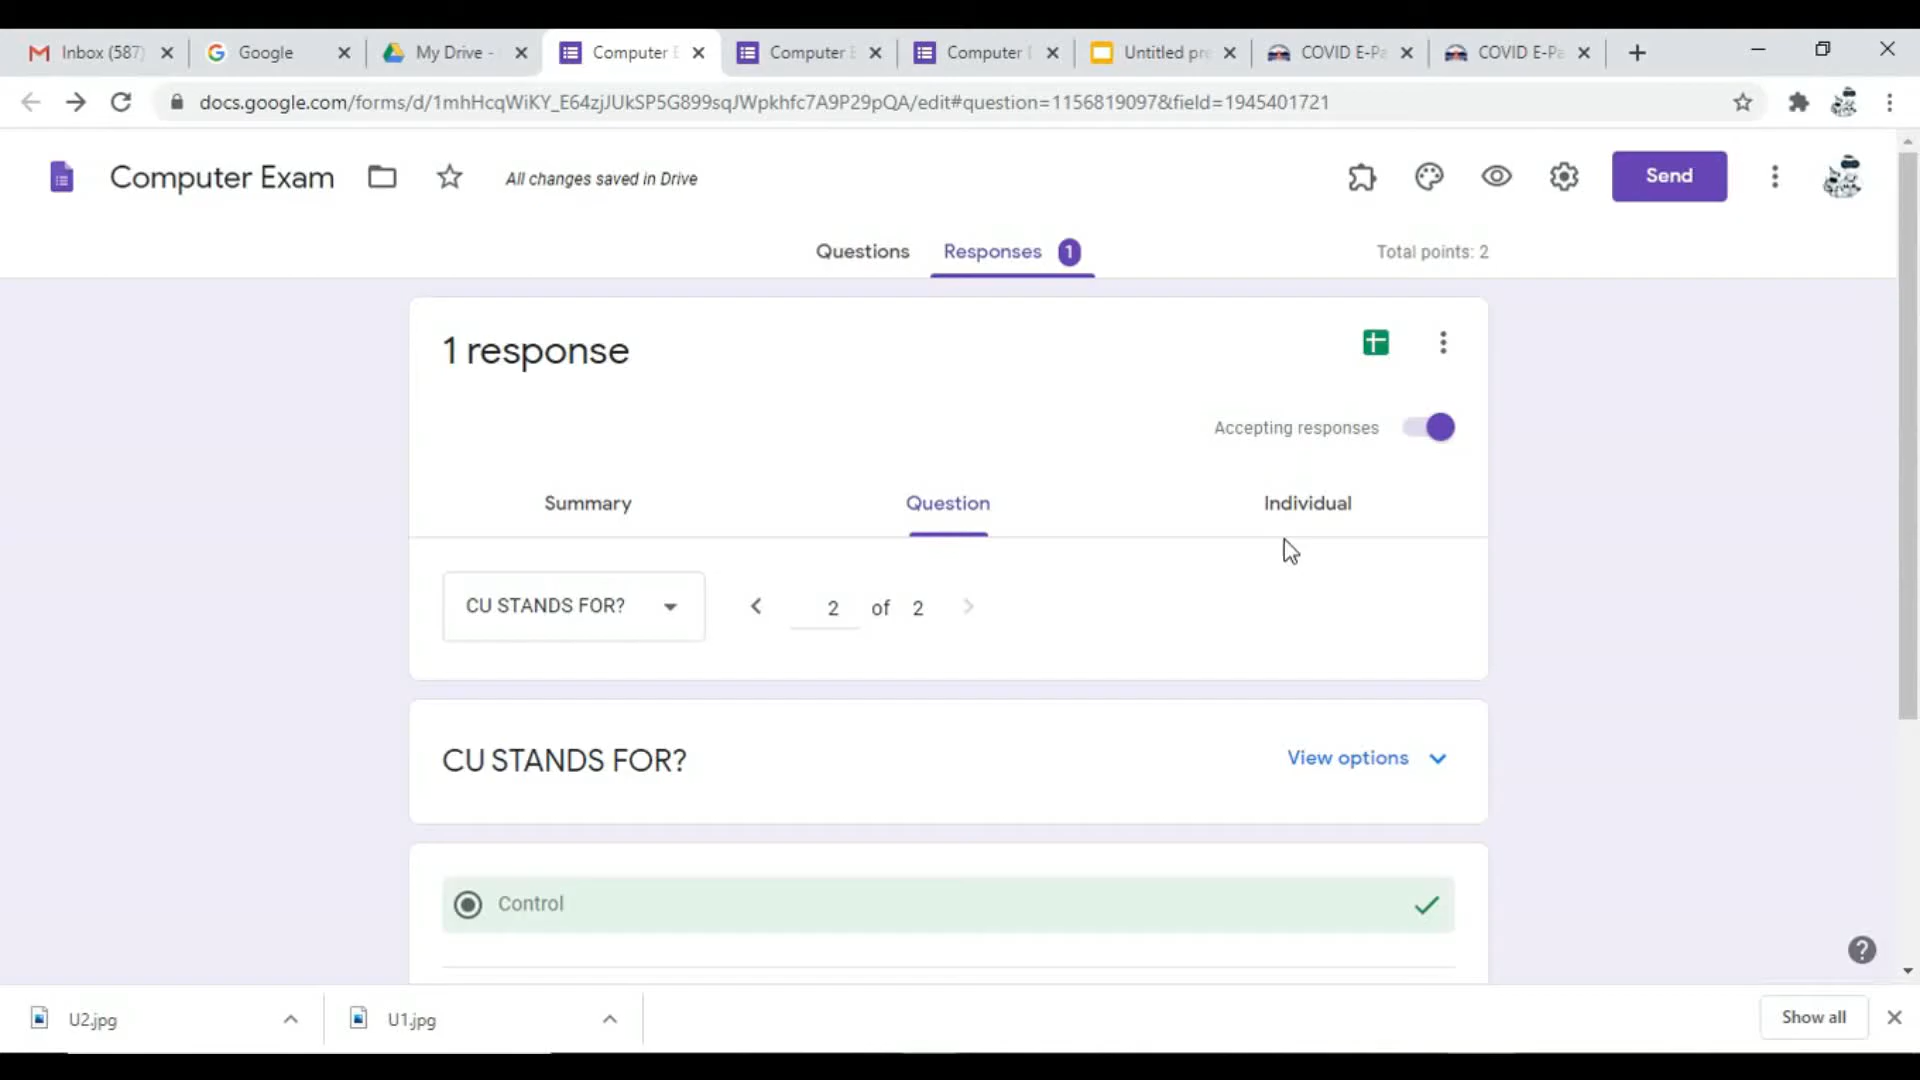 Inbox (587)
Google
My Drive -
Computer E
Computer E
Computer
Untitled pre
COVID E-Pa
COVID E-Pa
docs.google.com/forms/d/1mhHcqWiKY_E64zjJUkSP5G899sqJWpkhfc7A9P29pQA/edit#question=1156819097&field=1945401721
Computer Exam
All changes saved in Drive
Send
Questions
Responses 1
Total points: 2
1 response
Accepting responses
Summary
Question
Individual
CU STANDS FOR?
2 of 2
CU STANDS FOR?
View options
Control
U2.jpg
U1.jpg
Show all